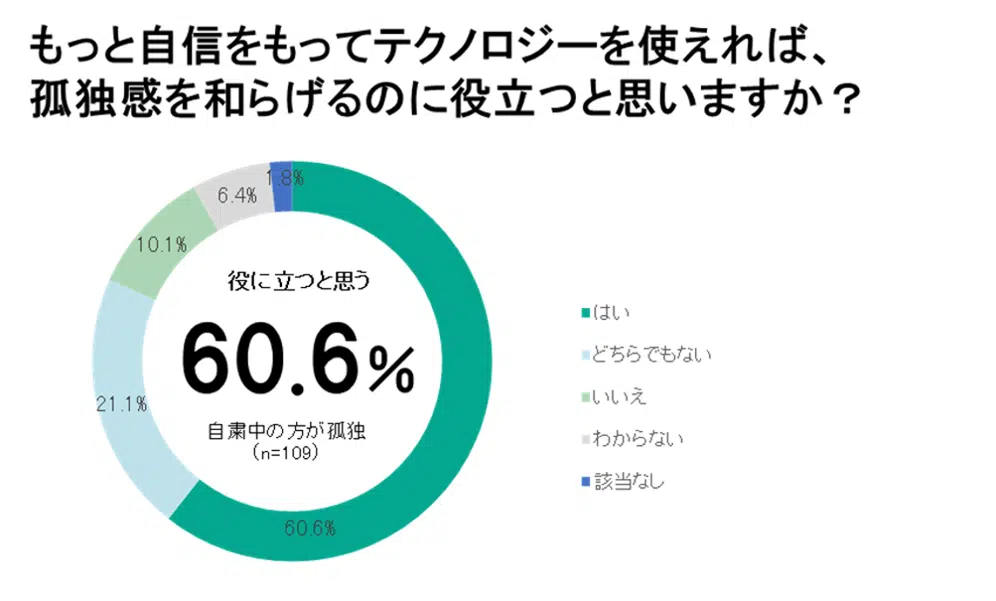 もっと自信をもってテクノロジーを使えれば、
孤独感を和らげるのに役立つと思いますか？
1.8%
6.4%
10.1%
役に立つと思う
60.6%
自粛中の方が孤独
(n=109)
21.1%
60.6%
はい
どちらでもない
いいえ
わからない
該当なし